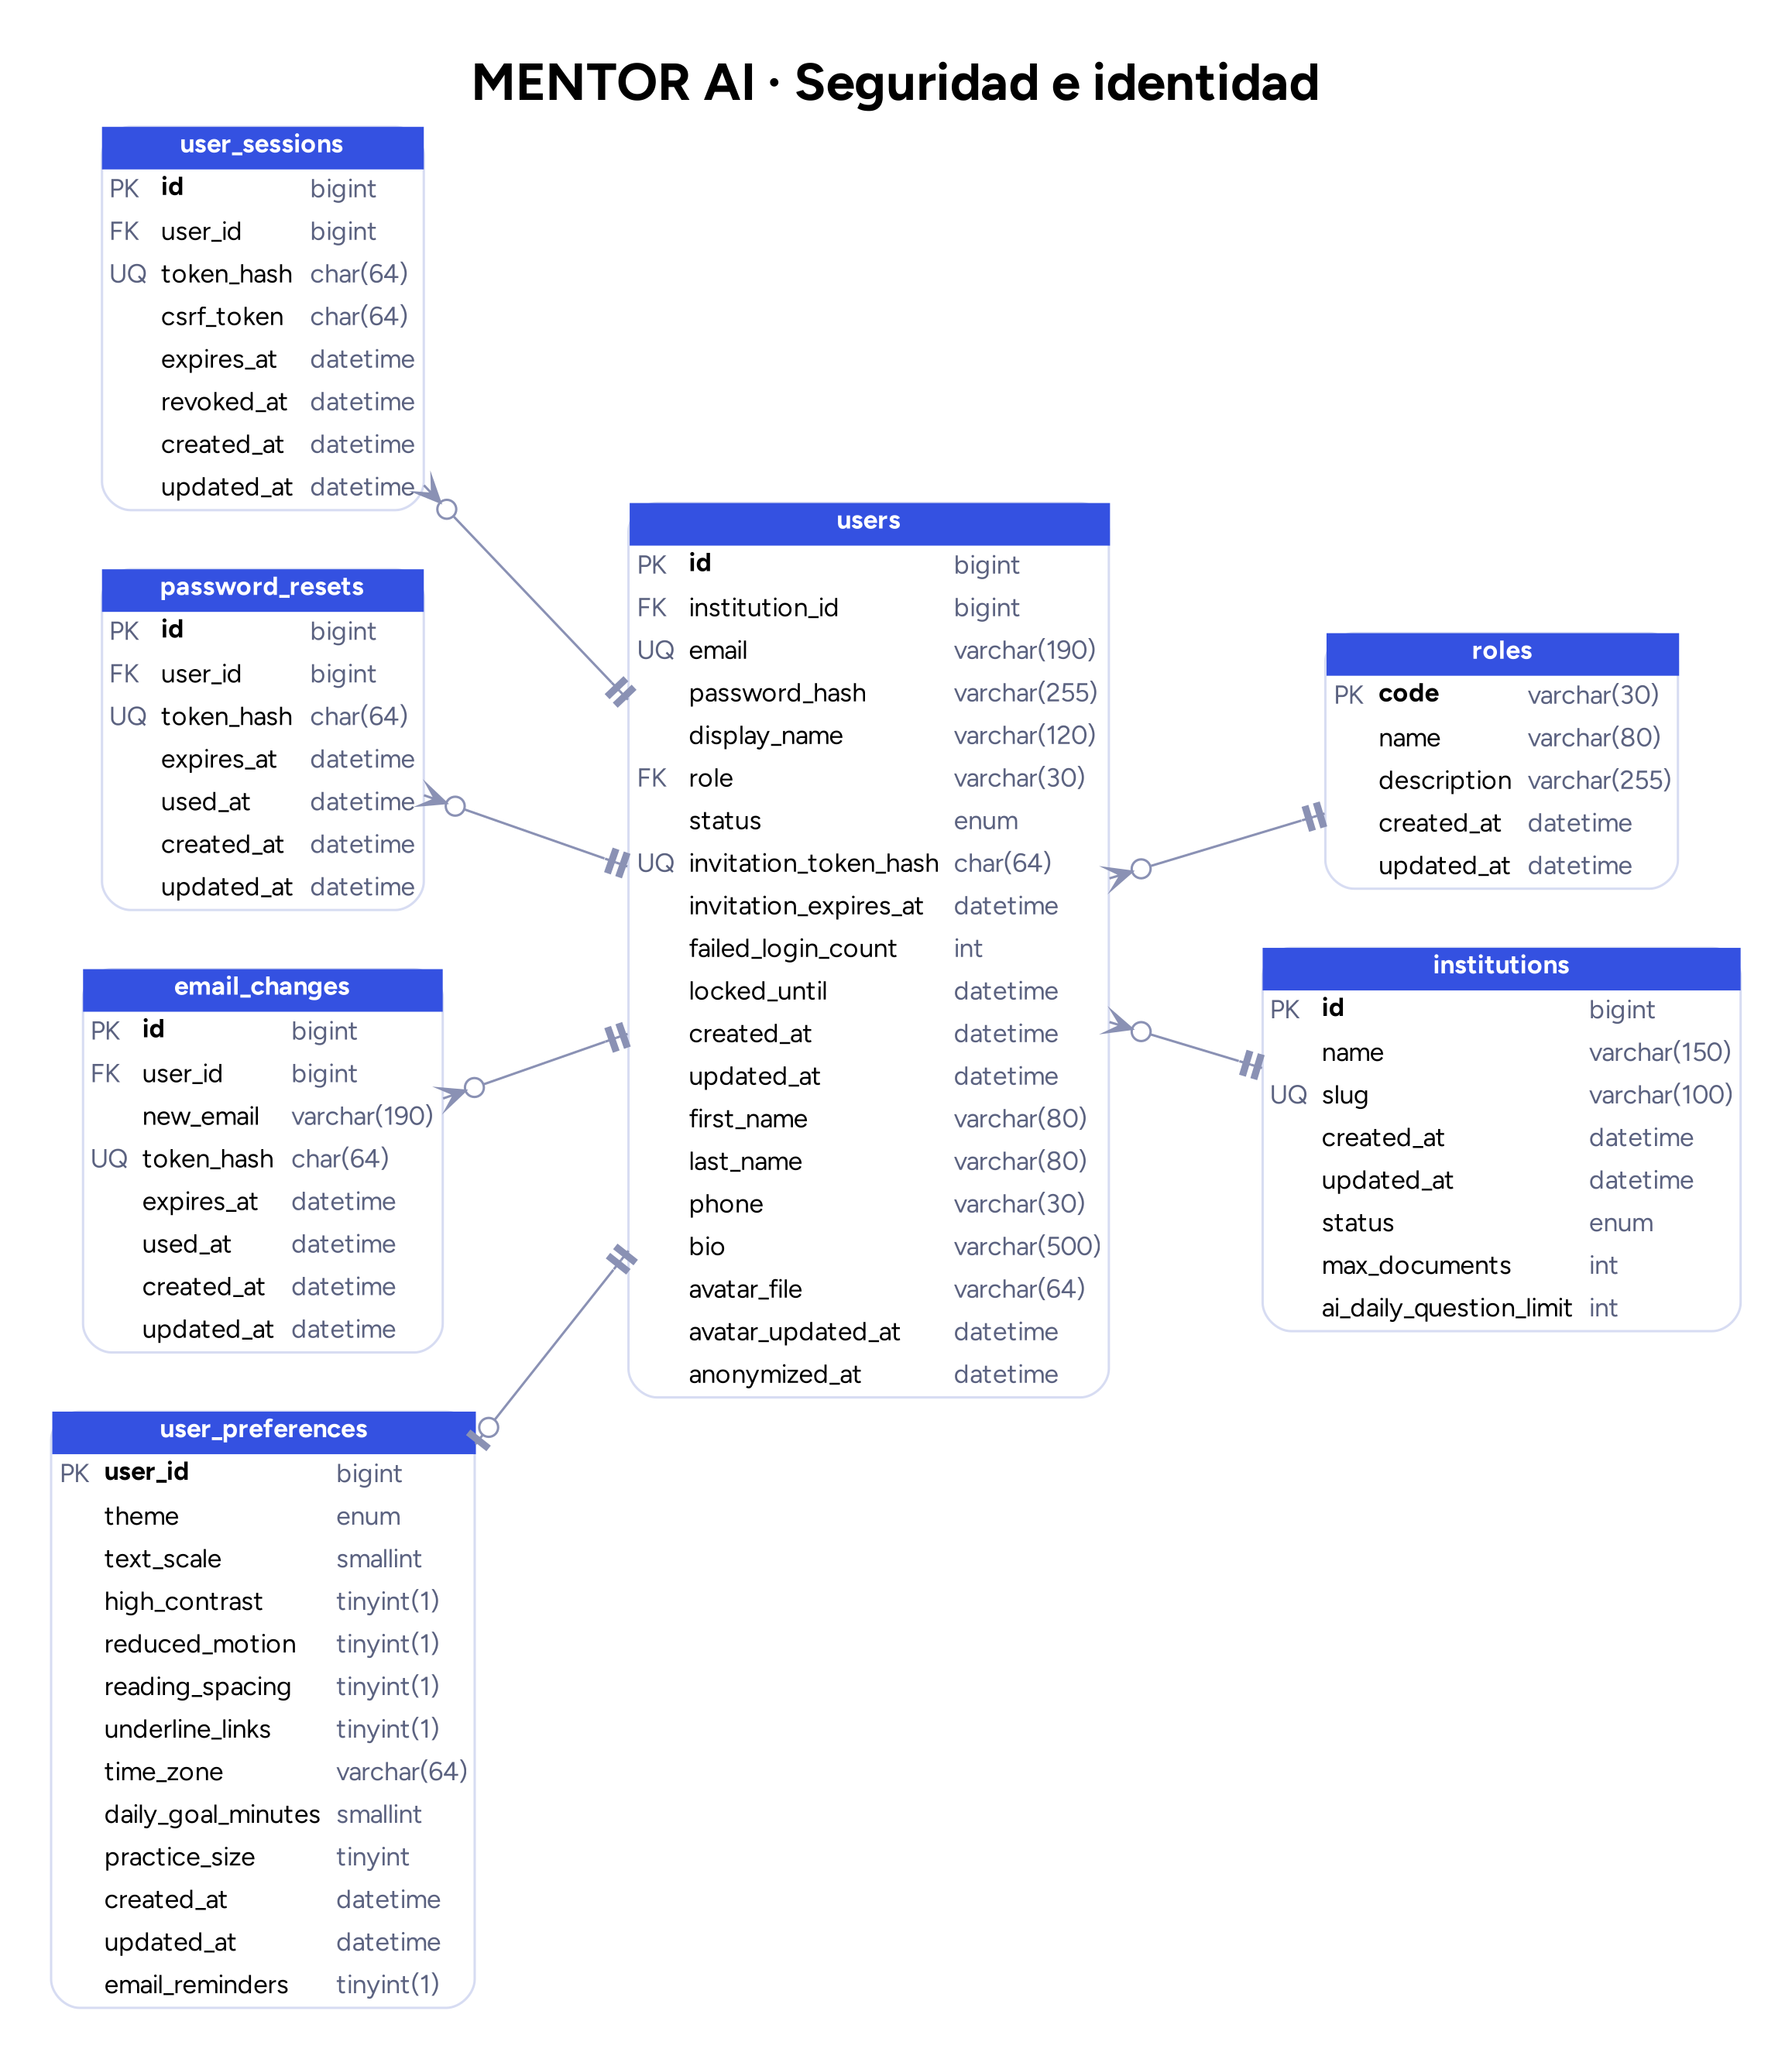 MENTOR AI · Seguridad e identidad
user_sessions
PK id bigint
FK user_id bigint
UQ token_hash char(64)
csrf_token char(64)
expires_at datetime
revoked_at datetime
created_at datetime
updated_at datetime
password_resets
PK id bigint
FK user_id bigint
UQ token_hash char(64)
expires_at datetime
used_at datetime
created_at datetime
updated_at datetime
email_changes
PK id bigint
FK user_id bigint
new_email varchar(190)
UQ token_hash char(64)
expires_at datetime
used_at datetime
created_at datetime
updated_at datetime
user_preferences
PK user_id bigint
theme enum
text_scale smallint
high_contrast tinyint(1)
reduced_motion tinyint(1)
reading_spacing tinyint(1)
underline_links tinyint(1)
time_zone varchar(64)
daily_goal_minutes smallint
practice_size tinyint
created_at datetime
updated_at datetime
email_reminders tinyint(1)
users
PK id bigint
FK institution_id bigint
UQ email varchar(190)
password_hash varchar(255)
display_name varchar(120)
FK role varchar(30)
status enum
UQ invitation_token_hash char(64)
invitation_expires_at datetime
failed_login_count int
locked_until datetime
created_at datetime
updated_at datetime
first_name varchar(80)
last_name varchar(80)
phone varchar(30)
bio varchar(500)
avatar_file varchar(64)
avatar_updated_at datetime
anonymized_at datetime
roles
PK code varchar(30)
name varchar(80)
description varchar(255)
created_at datetime
updated_at datetime
institutions
PK id bigint
name varchar(150)
UQ slug varchar(100)
created_at datetime
updated_at datetime
status enum
max_documents int
ai_daily_question_limit int